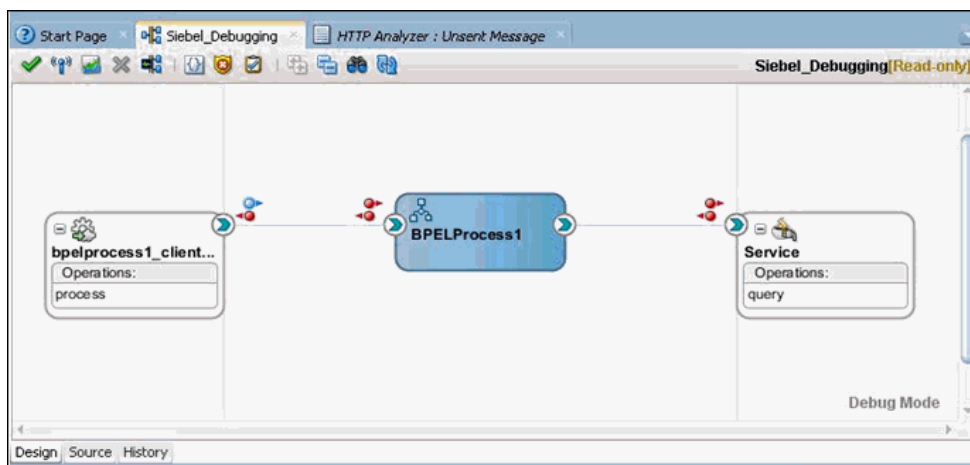 Start Page
Siebel_Debugging
HTTP Analyzer : Unsent Message
Siebel_Debugging[Read-only]
bpelprocess1_client...
Operations:
process
BPELProcess1
Service
Operations:
query
Debug Mode
Design Source History